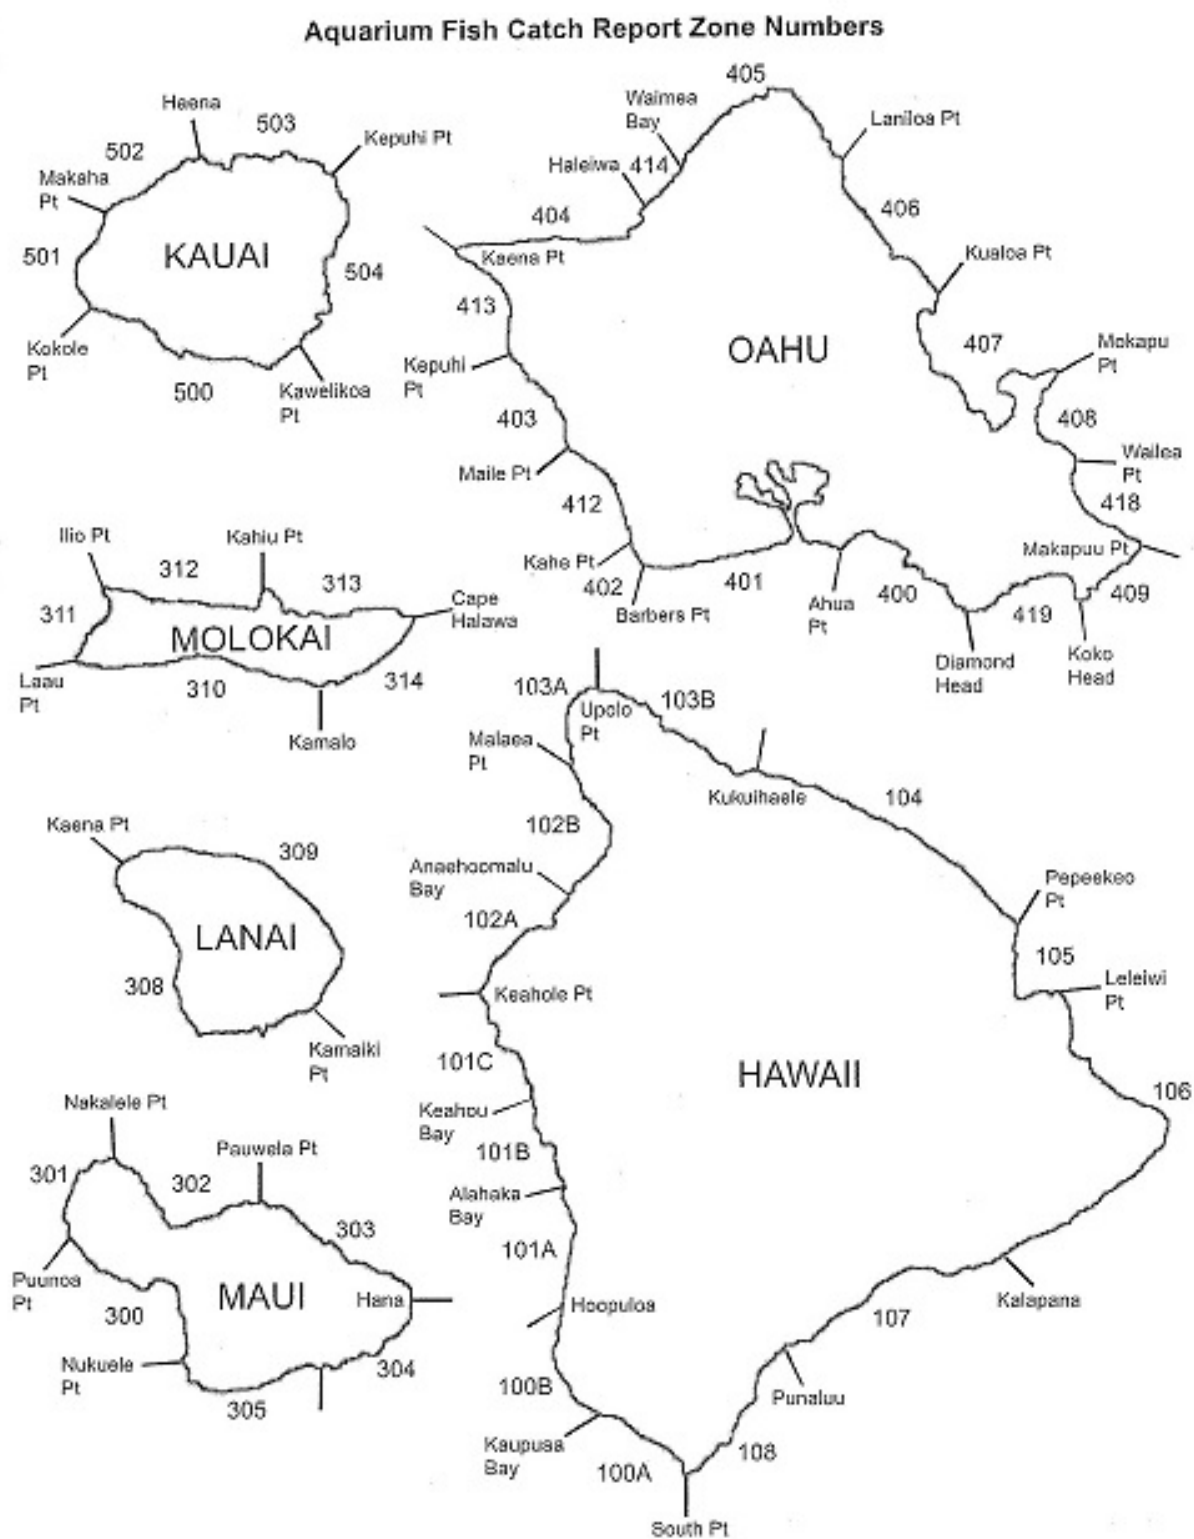 Aquarium Fish Catch Report Zone Numbers
Haena
503
502
Kepuhi Pt
Makaha
Pt
501
KAUAI
504
Kokole
Pt
500
Kawelikoa
Pt
405
Waimea
Bay
Laniloa Pt
Haleiwa
414
404
406
Kaena Pt
Kualoa Pt
413
OAHU
407
Mokapu
Pt
Kepuhi
Pt
403
408
Maile Pt
Wailea
Pt
412
418
Kahe Pt
Makapuu Pt
402
401
400
409
Barbers Pt
Ahua
Pt
419
Diamond
Head
Koko
Head
Ilio Pt
Kahiu Pt
312
313
311
Cape
Halawa
MOLOKAI
Laau
Pt
310
314
Kamalo
Kaena Pt
309
LANAI
308
Kamaiki
Pt
Nakalele Pt
Pauwela Pt
301
302
303
Puunoa
Pt
MAUI
Hana
300
Nukuele
Pt
304
305
103A
103B
Upolo
Pt
Malaea
Pt
Kukuihaele
104
102B
Anaehoomalu
Bay
Pepeekeo
Pt
102A
105
Keahole Pt
Leleiwi
Pt
101C
HAWAII
106
Keahou
Bay
101B
Alahaka
Bay
101A
Hoopuloa
Kalapana
107
100B
Punaluu
Kaupuaa
Bay
108
100A
South Pt